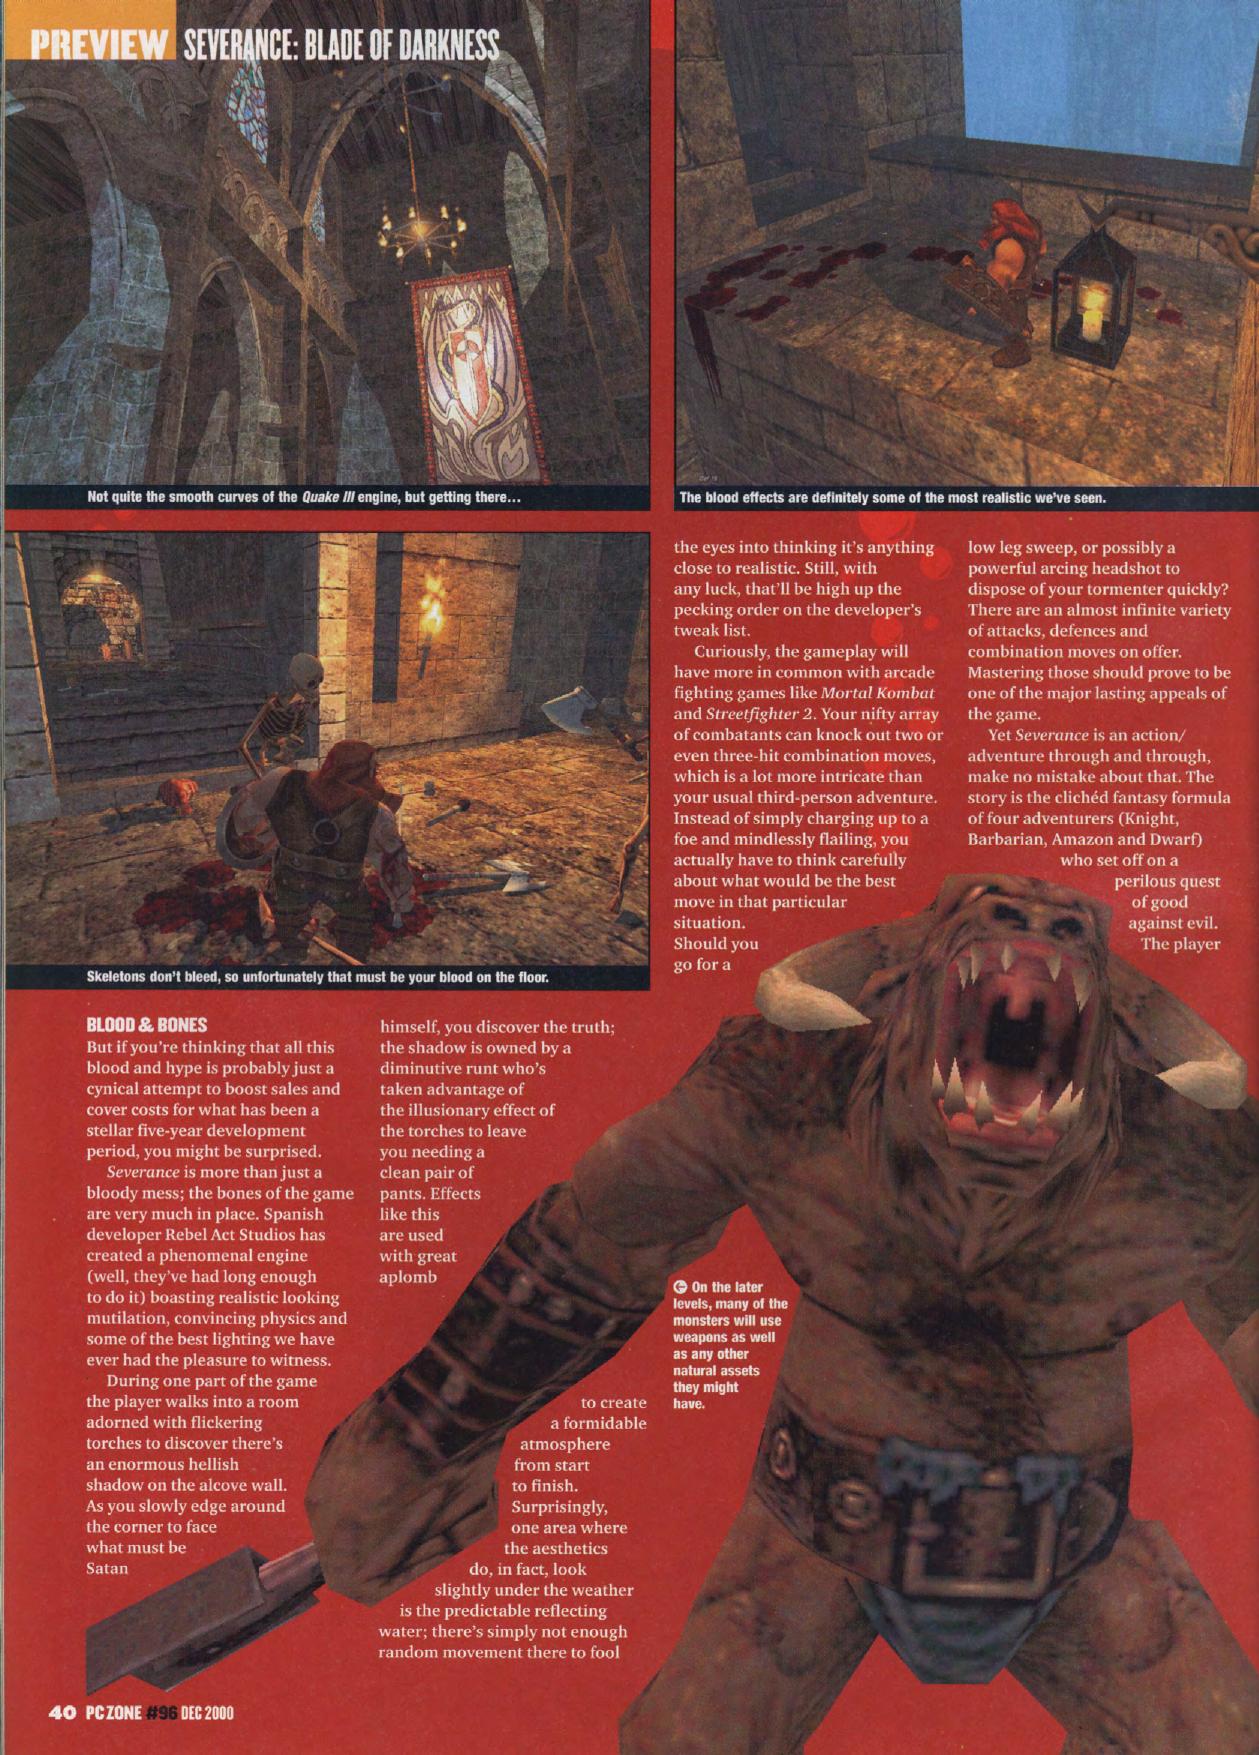 PREVIEW SEVERANCE: BLADE OF DARKNESS
Not quite the smooth curves of the Quake III engine, but getting there...
The blood effects are definitely some of the most realistic we've seen.
Skeletons don't bleed, so unfortunately that must be your blood on the floor.
BLOOD & BONES
But if you're thinking that all this
blood and hype is probably just a
cynical attempt to boost sales and
cover costs for what has been a
stellar five-year development
period, you might be surprised.
Severance is more than just a
bloody mess; the bones of the game
are very much in place. Spanish
developer Rebel Act Studios has
created a phenomenal engine
(well, they've had long enough
to do it) boasting realistic looking
mutilation, convincing physics and
some of the best lighting we have
ever had the pleasure to witness.
During one part of the game
the player walks into a room
adorned with flickering
torches to discover there's
an enormous hellish
shadow on the alcove wall.
As you slowly edge around
the corner to face
what must be
Satan
himself, you discover the truth;
the shadow is owned by a
diminutive runt who's
taken advantage of
the illusionary effect of
the torches to leave
you needing a
clean pair of
pants. Effects
like this
are used
with great
aplomb
to create
a formidable
atmosphere
from start
to finish.
Surprisingly,
one area where
the aesthetics
do, in fact, look
slightly under the weather
is the predictable reflecting
water; there's simply not enough
random movement there to fool
the eyes into thinking it's anything
close to realistic. Still, with
any luck, that'll be high up the
pecking order on the developer's
tweak list.
Curiously, the gameplay will
have more in common with arcade
fighting games like Mortal Kombat
and Streetfighter 2. Your nifty array
of combatants can knock out two or
even three-hit combination moves,
which is a lot more intricate than
your usual third-person adventure.
Instead of simply charging up to a
foe and mindlessly flailing, you
actually have to think carefully
about what would be the best
move in that particular
situation.
Should you
go for a
low leg sweep, or possibly a
powerful arcing headshot to
dispose of your tormenter quickly?
There are an almost infinite variety
of attacks, defences and
combination moves on offer.
Mastering those should prove to be
one of the major lasting appeals of
the game.
Yet Severance is an action/
adventure through and through,
make no mistake about that. The
story is the clichéd fantasy formula
of four adventurers (Knight,
Barbarian, Amazon and Dwarf)
who set off on a
perilous quest
of good
against evil.
The player
On the later
levels, many of the
monsters will use
weapons as well
as any other
natural assets
they might
have.
40 PCZONE #96 DEC 2000